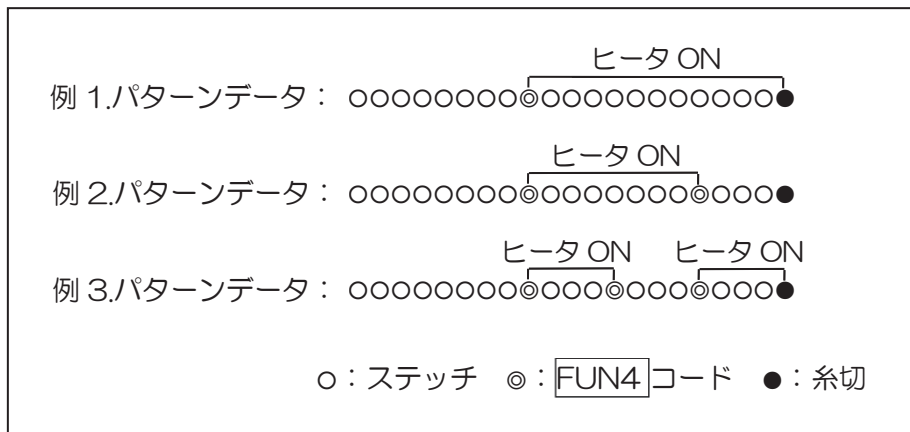 ヒータ ON
例 1.パターンデータ： ○○○○○○○○◎○○○○○○○○○○○●
ヒータ ON
例 2.パターンデータ： ○○○○○○○○◎○○○○○○○◎○○○●
ヒータ ON ヒータ ON
例 3.パターンデータ： ○○○○○○○○◎○○○◎○○○◎○○○●
○：ステッチ ◎：FUN4コード ●：糸切